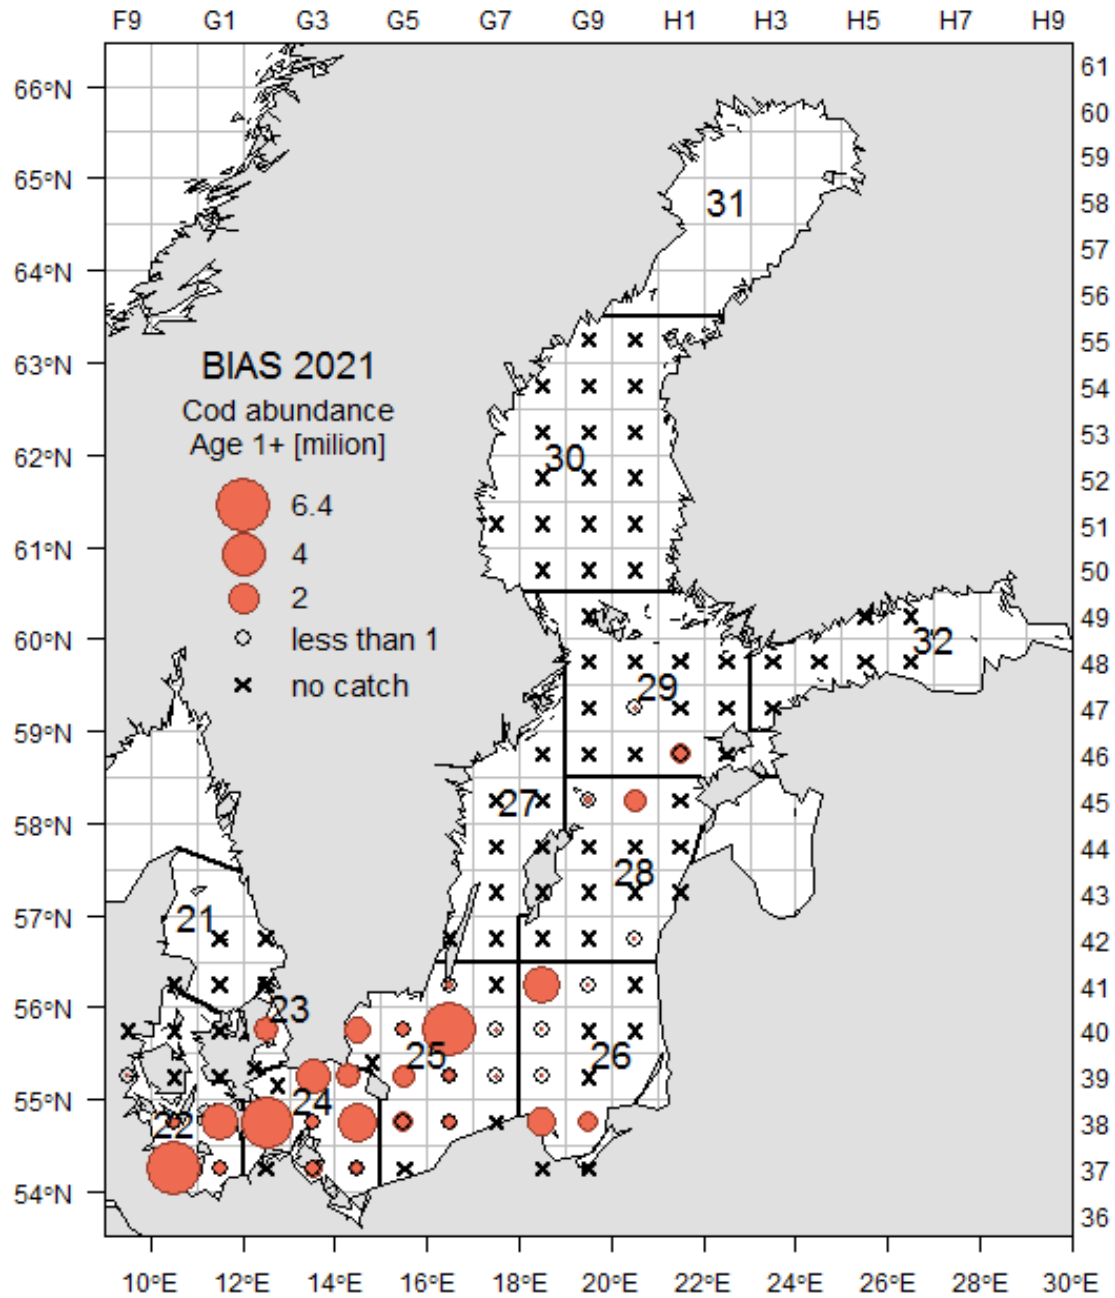 F9 G1 G3 G5 G7 G9 H1 H3 H5 H7 H9
61
66°N
60
59
65°N
58
31
57
64°N
56
55
63°N
BIAS 2021
54
Cod abundance
53
Age 1+ [milion]
62°N
30
52
6.4
51
61°N
4
50
2
49
60°N
less than 1
32
48
no catch
29
47
59°N
46
27
45
58°N
28
44
43
57°N
21
42
41
56°N
23
40
25
26
39
55°N
24
22
38
37
54°N
36
10°E 12°E 14°E 16°E 18°E 20°E 22°E 24°E 26°E 28°E 30°E